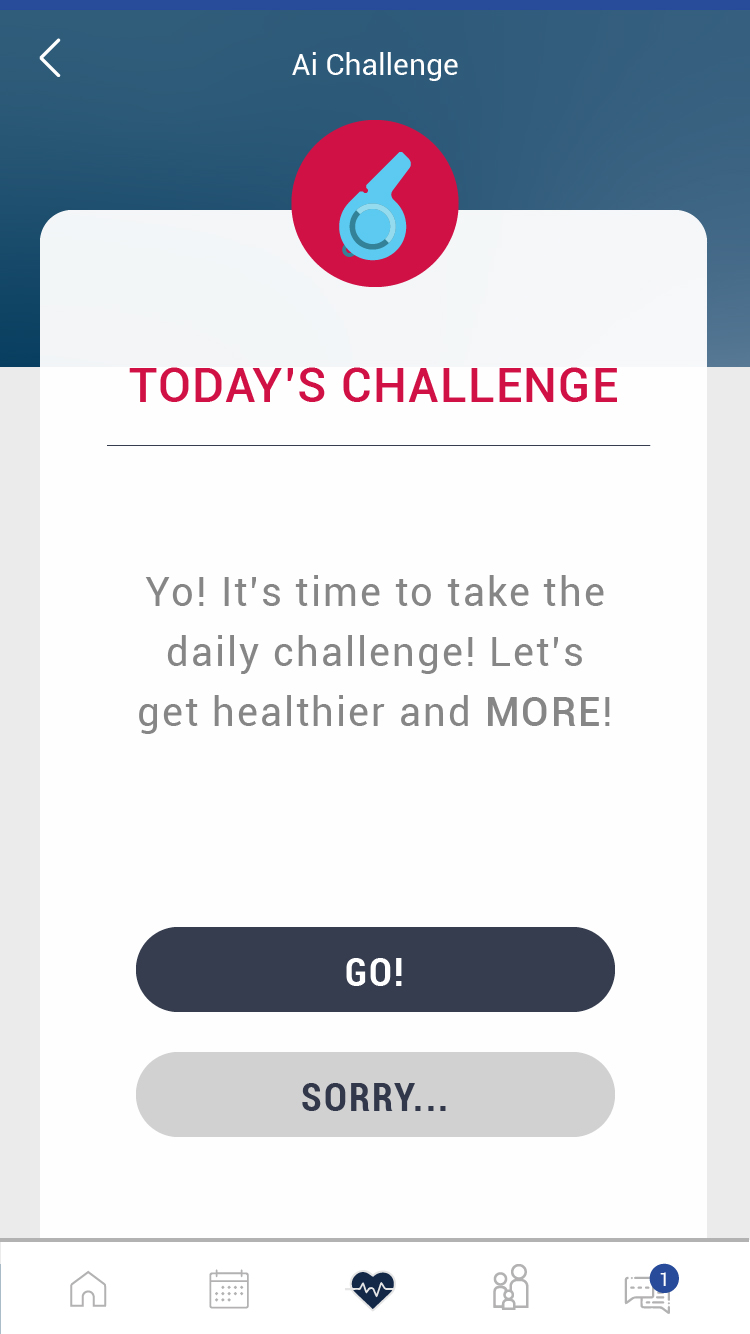 Ai Challenge
TODAY'S CHALLENGE
Yo! It's time to take the
daily challenge! Let's
get healthier and MORE!
GO!
SORRY...
1